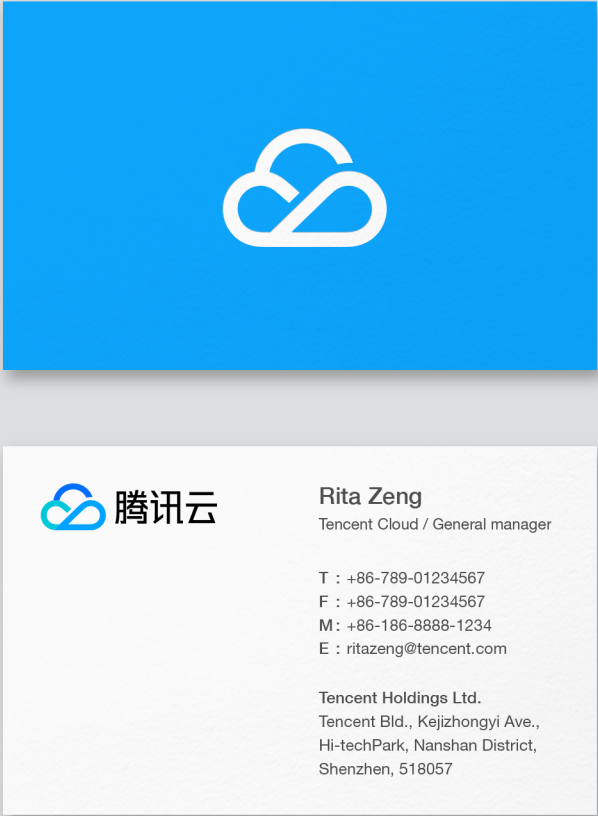 腾讯云
Rita Zeng
Tencent Cloud / General manager
T : +86-789-01234567
F : +86-789-01234567
M : +86-186-8888-1234
E : ritazeng@tencent.com
Tencent Holdings Ltd.
Tencent Bld., Kejizhongyi Ave.,
Hi-techPark, Nanshan District,
Shenzhen, 518057